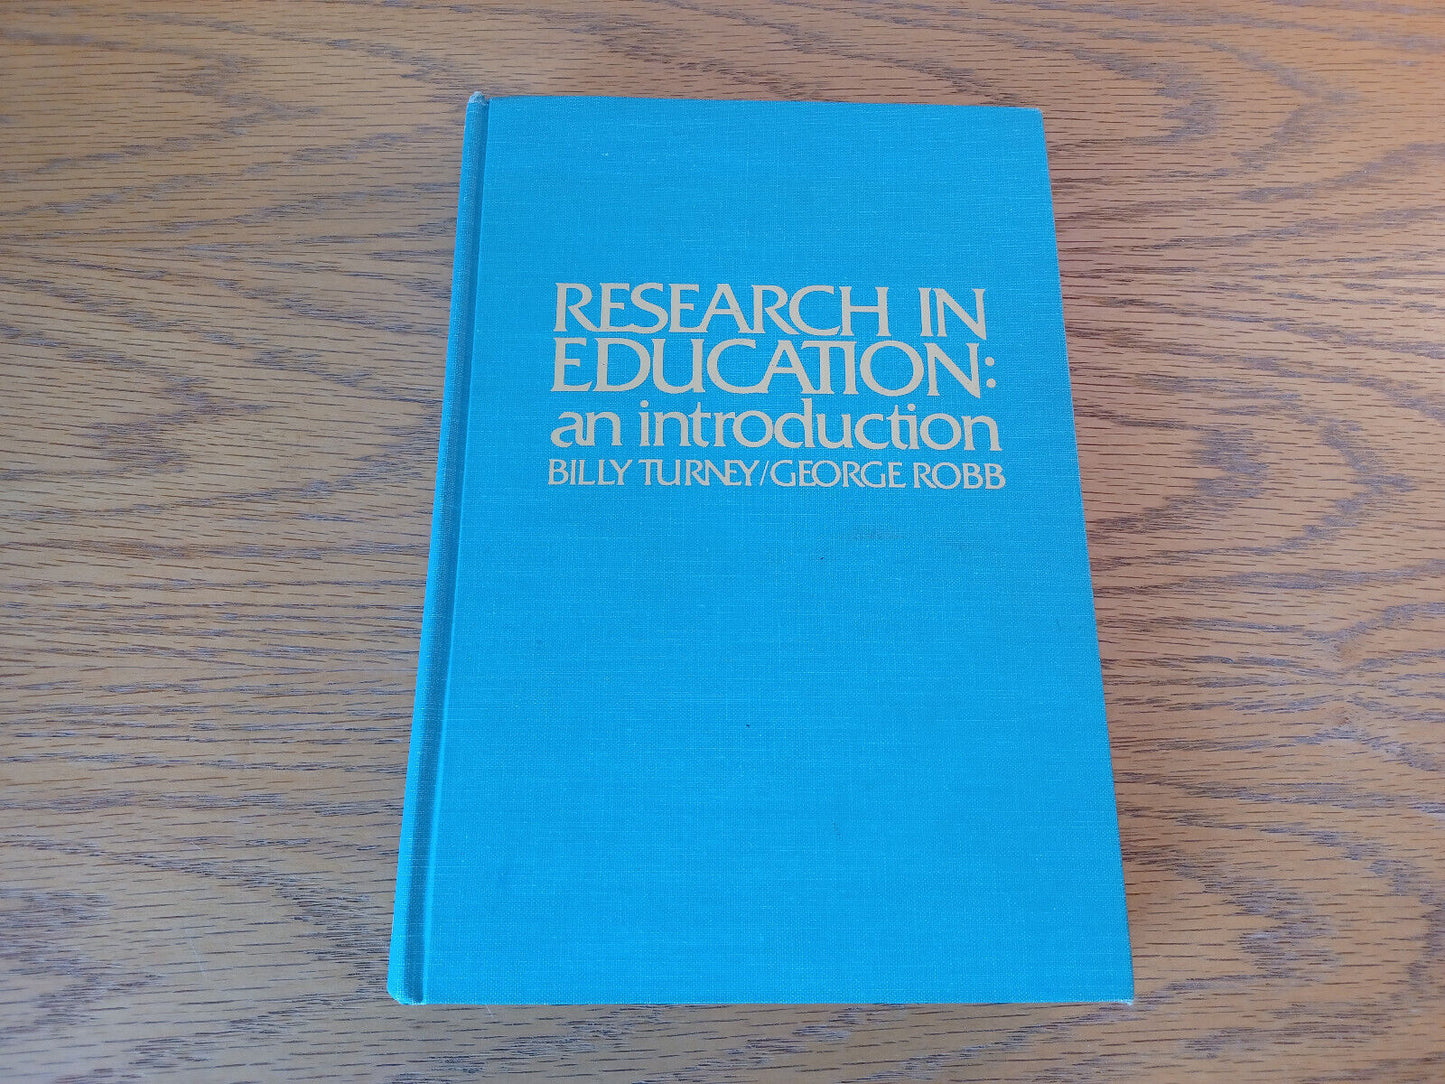 RESEARCH IN
EDUCATION:
an introduction
BILLY TURNEY/GEORGE ROBB